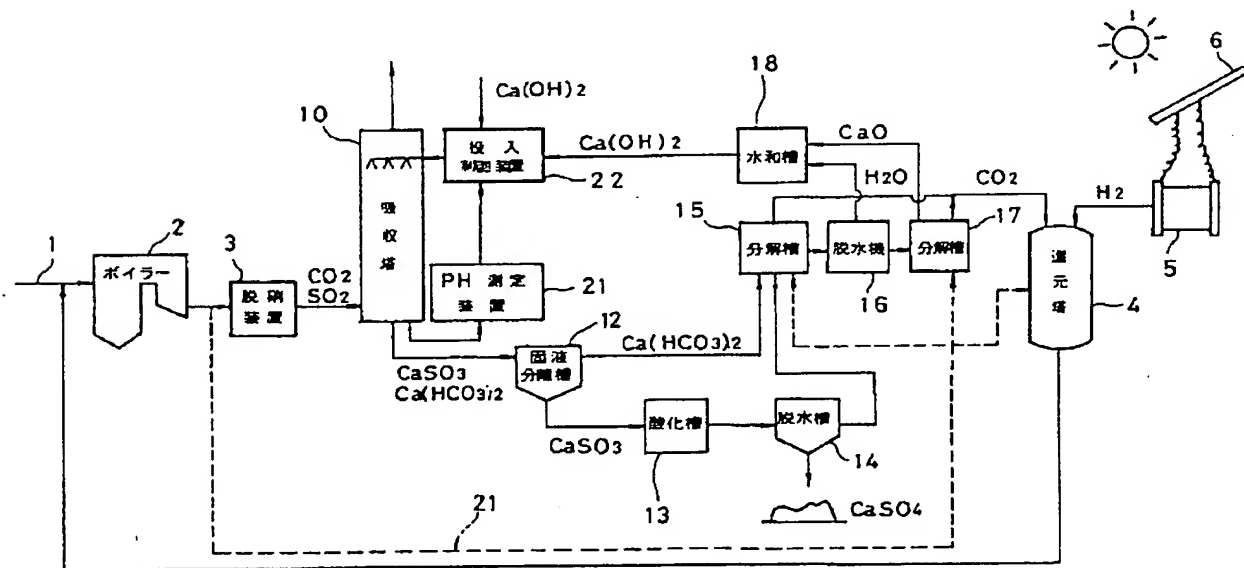 6
18
Ca(OH)2
10
CaO
投入
制御装置
Ca(OH)2
水和槽
22
H2O
CO2
H2
15
17
吸収塔
1
2
ボイラー
3
分解槽
脱水機
分解槽
5
脱硝
装置
CO2
SO2
PH測定
装置
21
16
還元塔
4
12
固液
分離槽
Ca(HCO3)2
CaSO3
Ca(HCO3)2
酸化槽
脱水槽
CaSO3
14
13
CaSO4
21